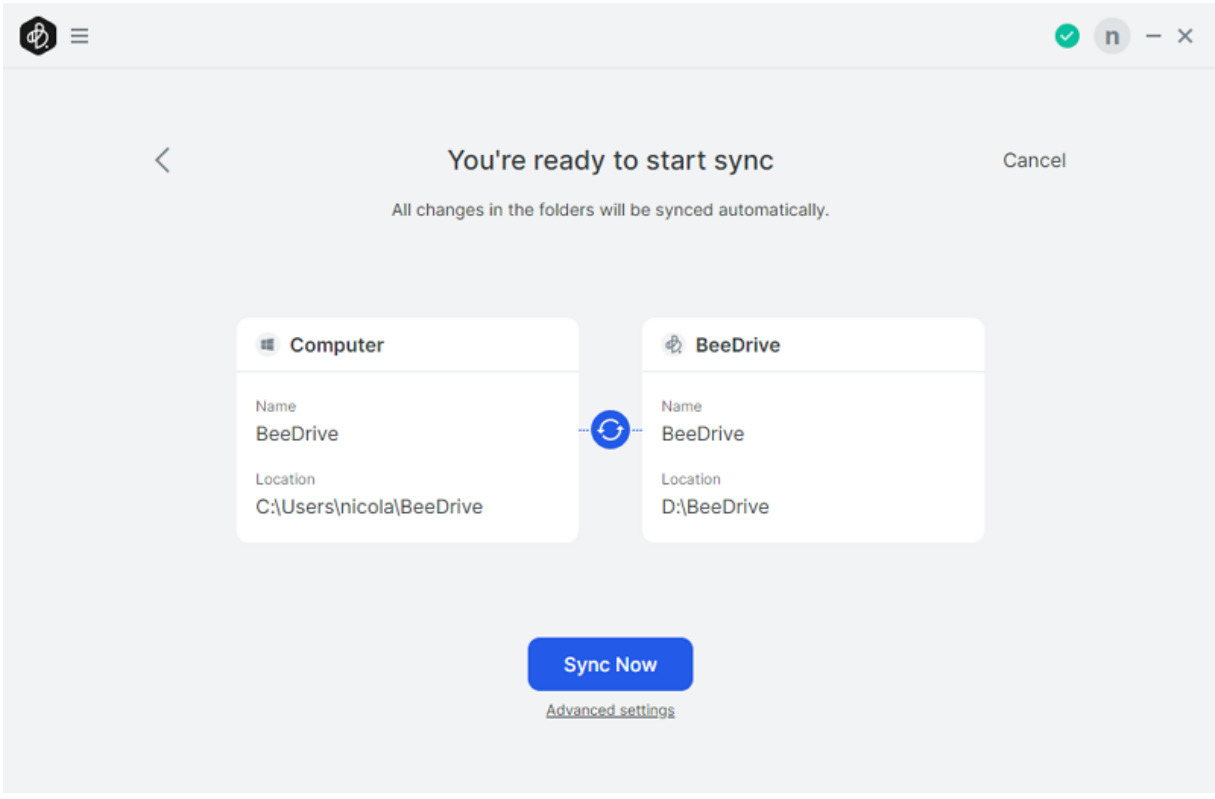 n
You're ready to start sync
Cancel
All changes in the folders will be synced automatically.
Computer
Name
BeeDrive
Location
C:\Users\nicola\BeeDrive
BeeDrive
Name
BeeDrive
Location
D:\BeeDrive
Sync Now
Advanced settings